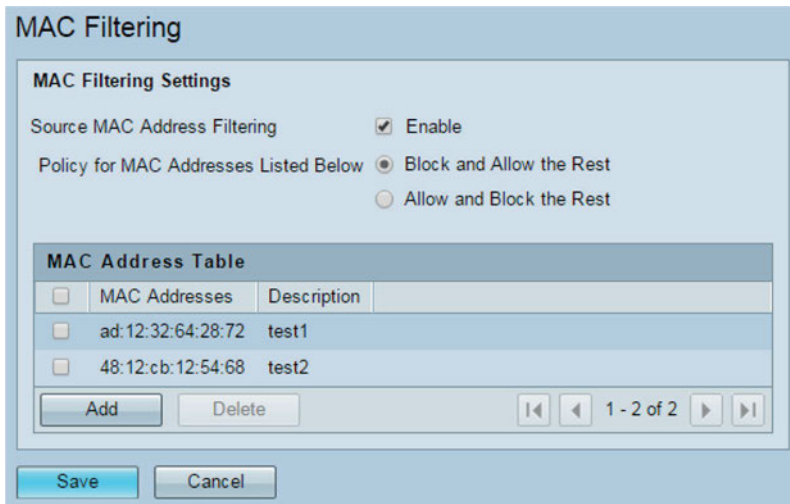 MAC Filtering
MAC Filtering Settings
Source MAC Address Filtering Enable
Policy for MAC Addresses Listed Below Block and Allow the Rest
Allow and Block the Rest
MAC Address Table
MAC Addresses Description
ad:12:32:64:28:72 test1
48:12:cb:12:54:68 test2
Add Delete 1 - 2 of 2
Save Cancel